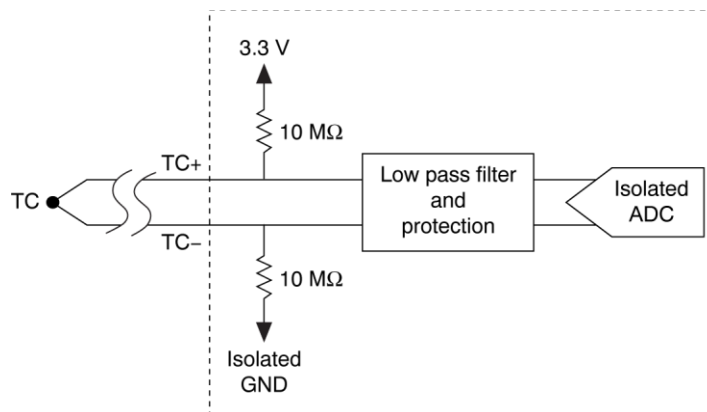 3.3 V
10 MΩ
TC+
TC
TC−
Low pass filter
and
protection
Isolated
ADC
10 MΩ
Isolated
GND